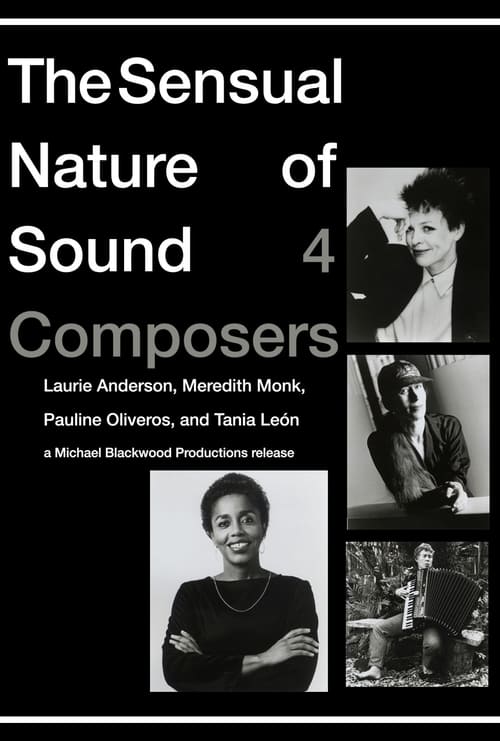 The Sensual
Nature of
Sound 4
Composers
Laurie Anderson, Meredith Monk,
Pauline Oliveros, and Tania León
a Michael Blackwood Productions release